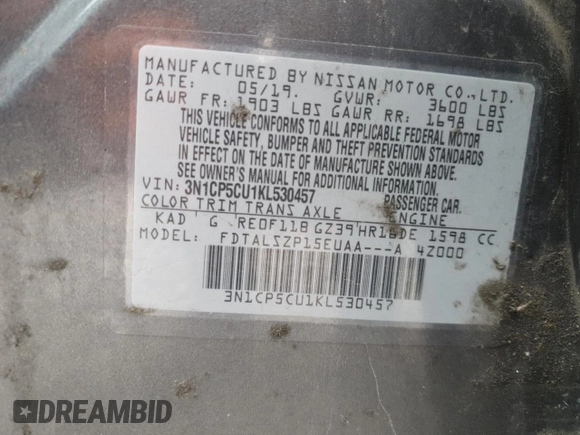 MANUFACTURED BY NISSAN MOTOR CO.,LTD.
DATE: 05/19. GVWR: 3600 LBS
GAWR FR: 1903 LBS GAWR RR: 1698 LBS
THIS VEHICLE CONFORMS TO ALL APPLICABLE FEDERAL MOTOR
VEHICLE SAFETY, BUMPER AND THEFT PREVENTION STANDARDS
IN EFFECT ON THE DATE OF MANUFACTURE SHOWN ABOVE.
SEE OWNER'S MANUAL FOR ADDITIONAL INFORMATION.
VIN: 3N1CP5CU1KL530457 PASSENGER CAR.
COLOR TRIM TRANS AXLE ENGINE
KAD G RE0F11B GZ39 HR16DE 1598 CC
MODEL: FDTALSZP15EUAA---A 4Z000
3N1CP5CU1KL530457
DREAMBID